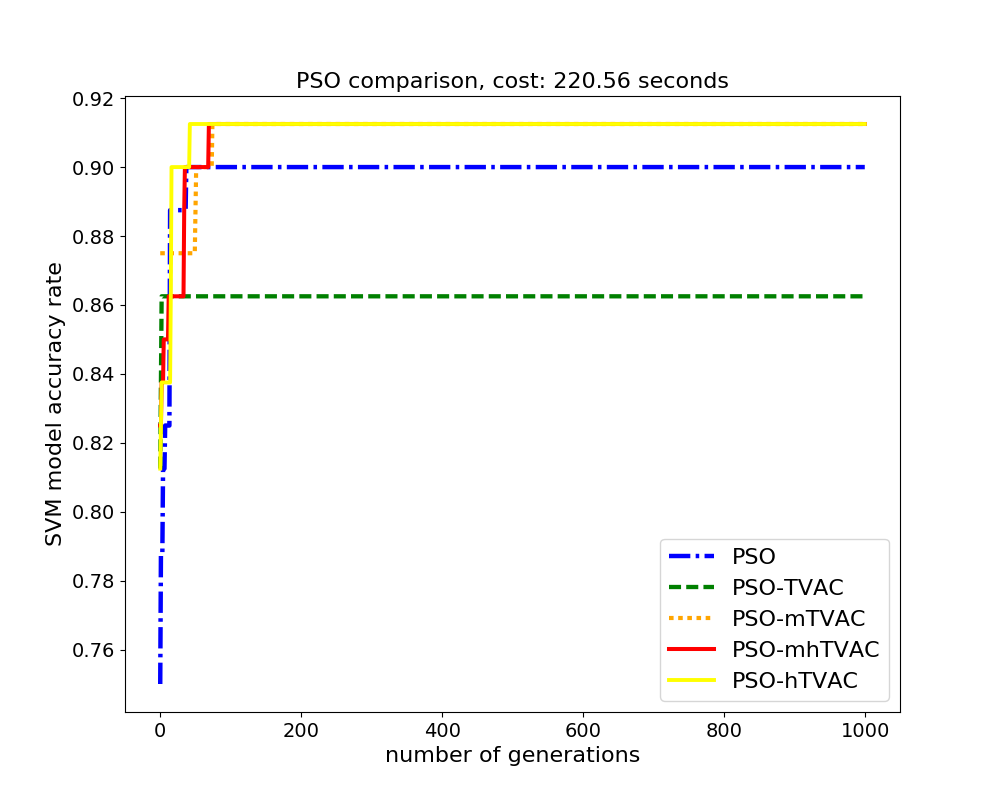 PSO comparison, cost: 220.56 seconds
0.92
0.90
0.88
0.86
0.84
0.82
0.80
0.78
0.76
SVM model accuracy rate
0 200 400 600 800 1000
number of generations
PSO
PSO-TVAC
PSO-mTVAC
PSO-mhTVAC
PSO-hTVAC